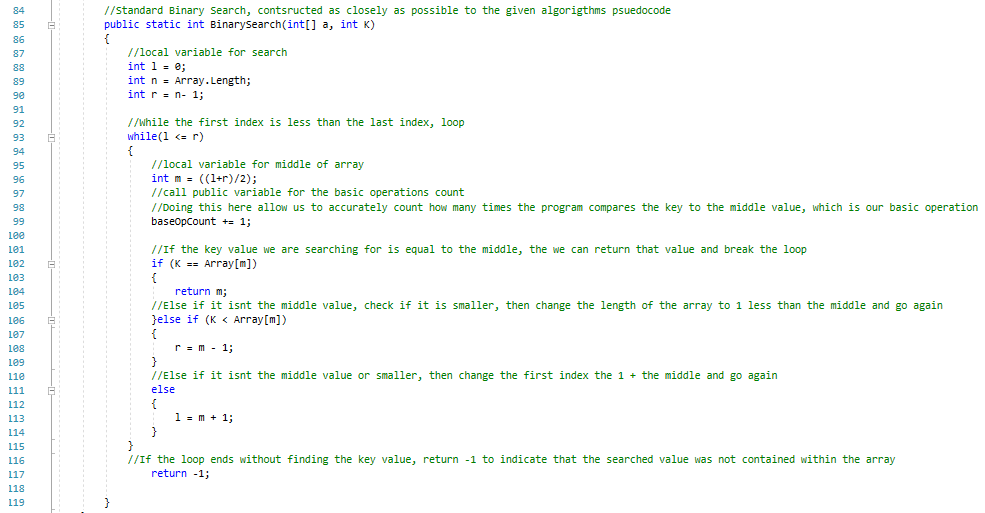 84 //Standard Binary Search, contsructed as closely as possible to the given algorigthms psuedocode
85 public static int BinarySearch(int[] a, int K)
86 {
87 //local variable for search
88 int l = 0;
89 int n = Array.Length;
90 int r = n- 1;
91
92 //While the first index is less than the last index, loop
93 while(l <= r)
94 {
95 //local variable for middle of array
96 int m = ((l+r)/2);
97 //call public variable for the basic operations count
98 //Doing this here allow us to accurately count how many times the program compares the key to the middle value, which is our basic operation
99 baseOpCount += 1;
100
101 //If the key value we are searching for is equal to the middle, the we can return that value and break the loop
102 if (K == Array[m])
103 {
104 return m;
105 //Else if it isnt the middle value, check if it is smaller, then change the length of the array to 1 less than the middle and go again
106 }else if (K < Array[m])
107 {
108 r = m - 1;
109 }
110 //Else if it isnt the middle value or smaller, then change the first index the 1 + the middle and go again
111 else
112 {
113 l = m + 1;
114 }
115 }
116 //If the loop ends without finding the key value, return -1 to indicate that the searched value was not contained within the array
117 return -1;
118
119 }